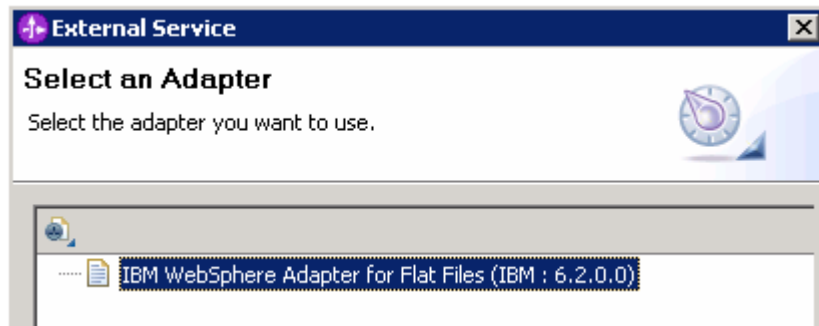 External Service
Select an Adapter
Select the adapter you want to use.
IBM WebSphere Adapter for Flat Files (IBM : 6.2.0.0)